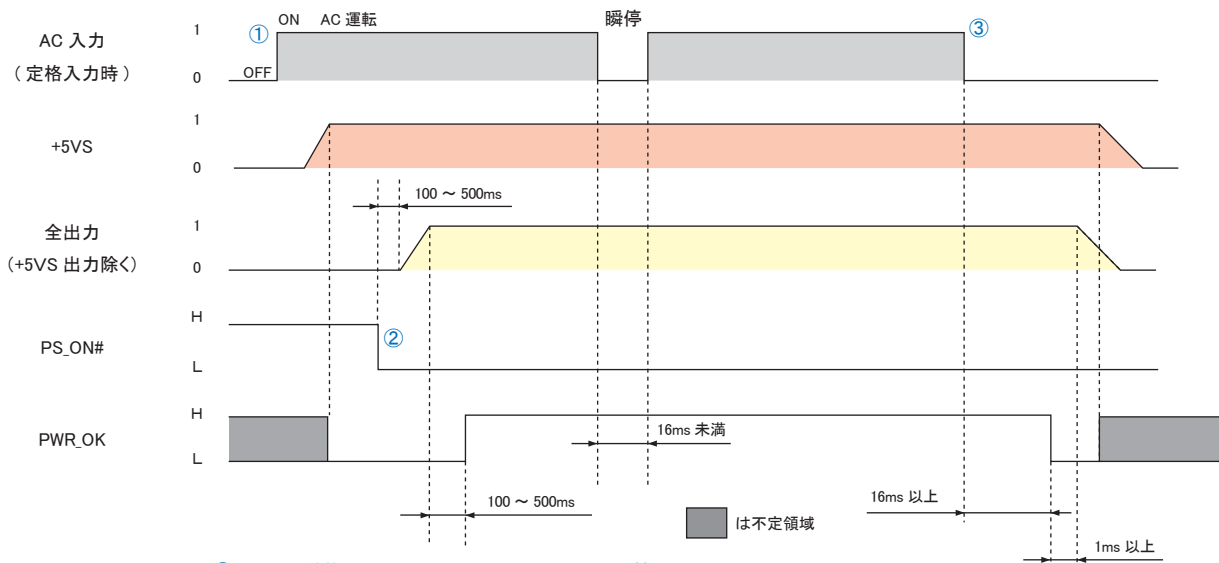 ON AC 運転
瞬停
①
③
AC 入力
( 定格入力時 )
1
OFF
0
+5VS
1
0
100 ～ 500ms
全出力
(+5VS 出力除く)
1
0
PS_ON#
H
②
L
PWR_OK
H
L
16ms 未満
100 ～ 500ms
は不定領域
16ms 以上
1ms 以上